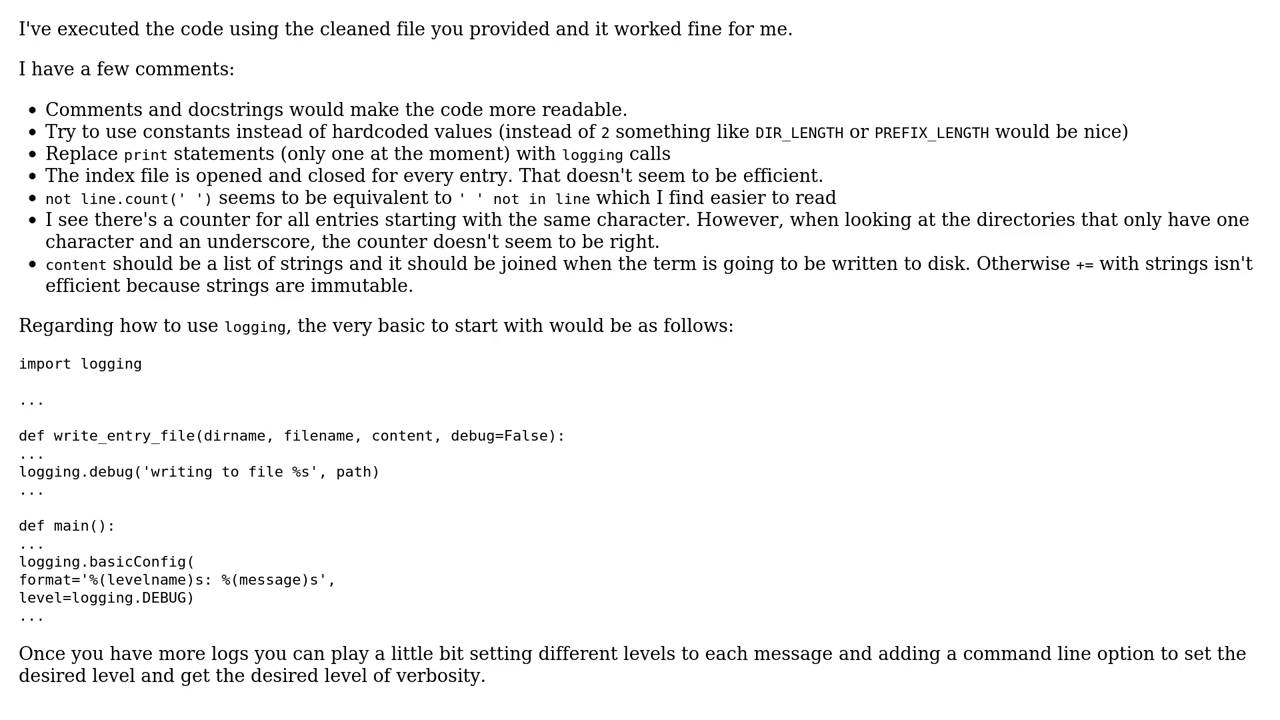 I've executed the code using the cleaned file you provided and it worked fine for me.
I have a few comments:
• Comments and docstrings would make the code more readable.
• Try to use constants instead of hardcoded values (instead of 2 something like DIR_LENGTH or PREFIX_LENGTH would be nice)
• Replace print statements (only one at the moment) with logging calls
• The index file is opened and closed for every entry. That doesn't seem to be efficient.
• not line.count(' ') seems to be equivalent to ' ' not in line which I find easier to read
• I see there's a counter for all entries starting with the same character. However, when looking at the directories that only have one
character and an underscore, the counter doesn't seem to be right.
• content should be a list of strings and it should be joined when the term is going to be written to disk. Otherwise += with strings isn't
efficient because strings are immutable.
Regarding how to use logging, the very basic to start with would be as follows:
import logging
...
def write_entry_file(dirname, filename, content, debug=False):
...
logging.debug('writing to file %s', path)
...
def main():
...
logging.basicConfig(
format='%(levelname)s: %(message)s',
level=logging.DEBUG)
...
Once you have more logs you can play a little bit setting different levels to each message and adding a command line option to set the
desired level and get the desired level of verbosity.